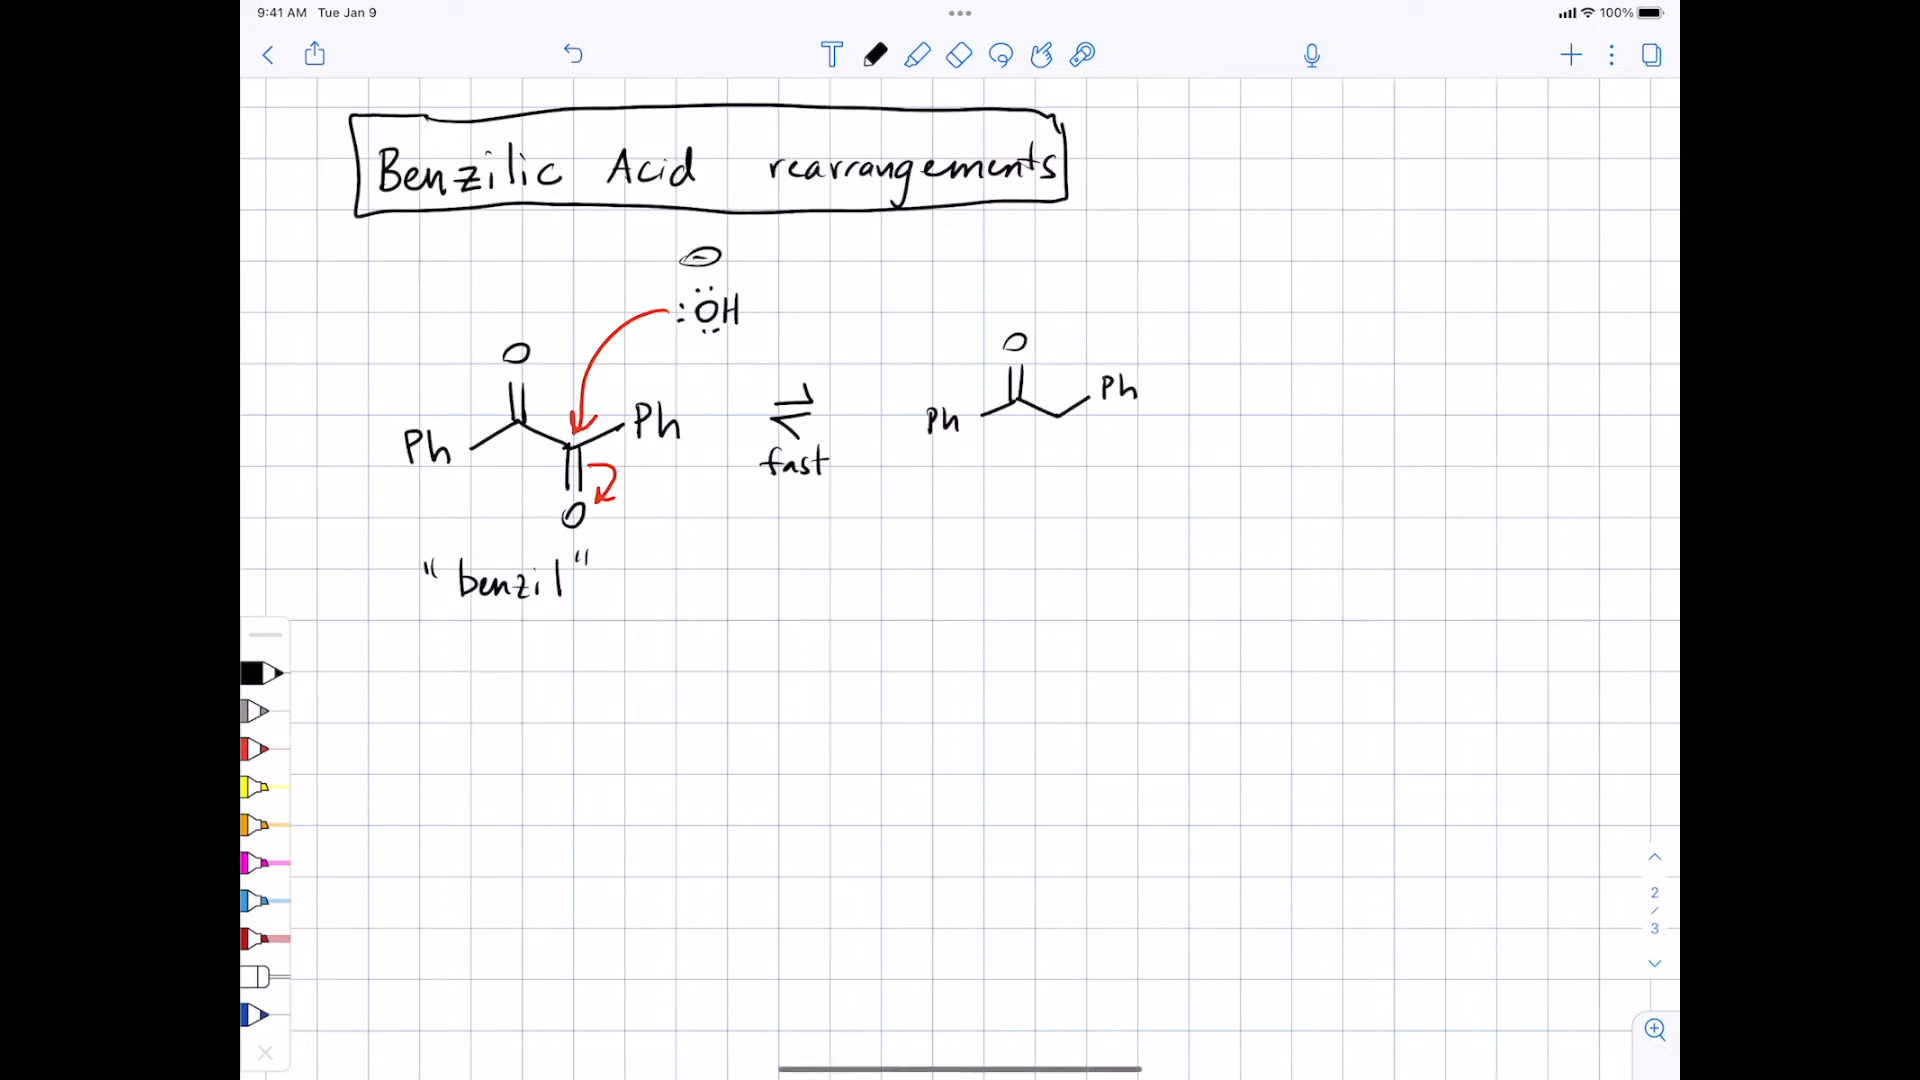 9:41 AM Tue Jan 9
100%
T
Benzilic Acid rearrangements
⊖
:ÖH
O
O
Ph
Ph
Ph
Ph
fast
O
"benzil"
2
/
3